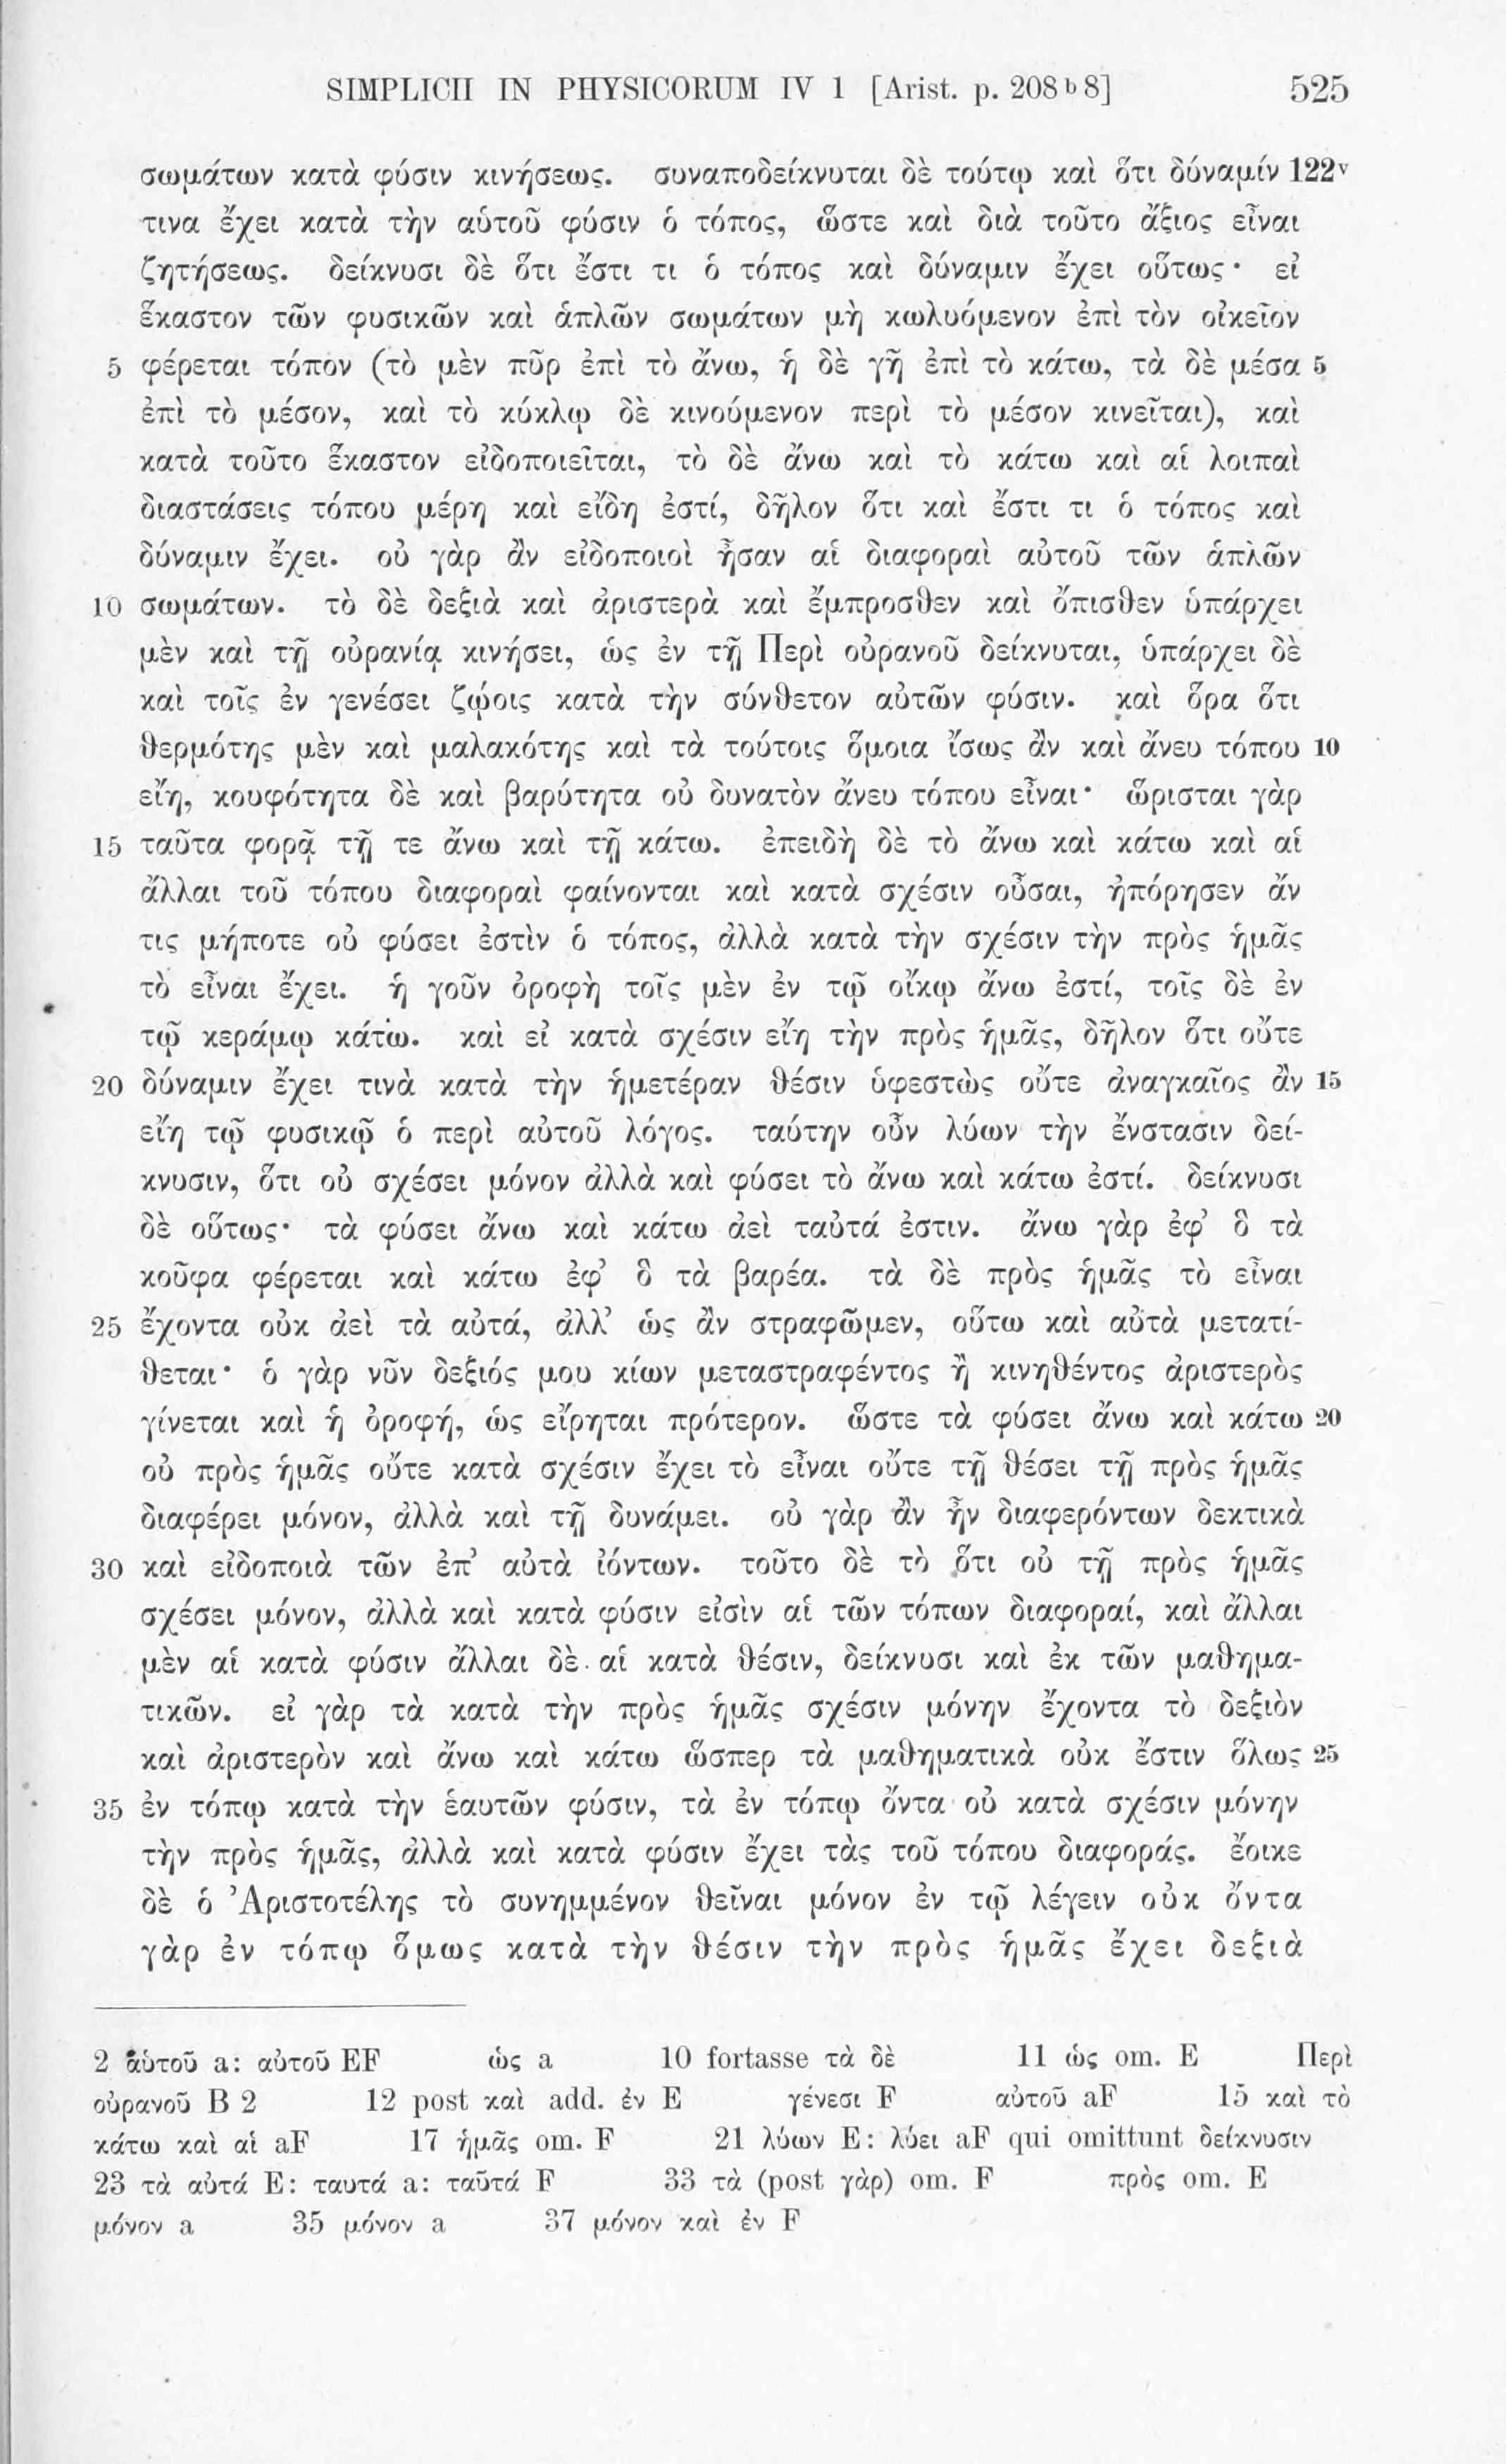 SIMPLICII IN PHYSICORUM IV 1 [Arist. p. 208 b 8] 525
σωμάτων κατὰ φύσιν κινήσεως. συναποδείκνυται δὲ τούτῳ καὶ ὅτι δύναμίν 122v
τινα ἔχει κατὰ τὴν αὑτοῦ φύσιν ὁ τόπος, ὥστε καὶ διὰ τοῦτο ἄξιος εἶναι
ζητήσεως. δείκνυσι δὲ ὅτι ἔστι τι ὁ τόπος καὶ δύναμιν ἔχει οὕτως· εἰ
ἕκαστον τῶν φυσικῶν καὶ ἁπλῶν σωμάτων μὴ κωλυόμενον ἐπὶ τὸν οἰκεῖον
5 φέρεται τόπον (τὸ μὲν πῦρ ἐπὶ τὸ ἄνω, ἡ δὲ γῆ ἐπὶ τὸ κάτω, τὰ δὲ μέσα 5
ἐπὶ τὸ μέσον, καὶ τὸ κύκλῳ δὲ κινούμενον περὶ τὸ μέσον κινεῖται), καὶ
κατὰ τοῦτο ἕκαστον εἰδοποιεῖται, τὸ δὲ ἄνω καὶ τὸ κάτω καὶ αἱ λοιπαὶ
διαστάσεις τόπου μέρη καὶ εἴδη ἐστί, δῆλον ὅτι καὶ ἔστι τι ὁ τόπος καὶ
δύναμιν ἔχει. οὐ γὰρ ἂν εἰδοποιοὶ ἦσαν αἱ διαφοραὶ αὐτοῦ τῶν ἁπλῶν
10 σωμάτων. τὸ δὲ δεξιὰ καὶ ἀριστερὰ καὶ ἔμπροσθεν καὶ ὄπισθεν ὑπάρχει
μὲν καὶ τῇ οὐρανίᾳ κινήσει, ὡς ἐν τῇ Περὶ οὐρανοῦ δείκνυται, ὑπάρχει δὲ
καὶ τοῖς ἐν γενέσει ζῴοις κατὰ τὴν σύνθετον αὐτῶν φύσιν. καὶ ὅρα ὅτι
θερμότης μὲν καὶ μαλακότης καὶ τὰ τούτοις ὅμοια ἴσως ἂν καὶ ἄνευ τόπου 10
εἴη, κουφότητα δὲ καὶ βαρύτητα οὐ δυνατὸν ἄνευ τόπου εἶναι· ὥρισται γὰρ
15 ταῦτα φορᾷ τῇ τε ἄνω καὶ τῇ κάτω. ἐπειδὴ δὲ τὸ ἄνω καὶ κάτω καὶ αἱ
ἄλλαι τοῦ τόπου διαφοραὶ φαίνονται καὶ κατὰ σχέσιν οὖσαι, ἠπόρησεν ἄν
τις μήποτε οὐ φύσει ἐστὶν ὁ τόπος, ἀλλὰ κατὰ τὴν σχέσιν τὴν πρὸς ἡμᾶς
τὸ εἶναι ἔχει. ἡ γοῦν ὀροφὴ τοῖς μὲν ἐν τῷ οἴκῳ ἄνω ἐστί, τοῖς δὲ ἐν
τῷ κεράμῳ κάτω. καὶ εἰ κατὰ σχέσιν εἴη τὴν πρὸς ἡμᾶς, δῆλον ὅτι οὔτε
20 δύναμιν ἔχει τινὰ κατὰ τὴν ἡμετέραν θέσιν ὑφεστὼς οὔτε ἀναγκαῖος ἂν 15
εἴη τῷ φυσικῷ ὁ περὶ αὐτοῦ λόγος. ταύτην οὖν λύων τὴν ἔνστασιν δεί-
κνυσιν, ὅτι οὐ σχέσει μόνον ἀλλὰ καὶ φύσει τὸ ἄνω καὶ κάτω ἐστί. δείκνυσι
δὲ οὕτως· τὰ φύσει ἄνω καὶ κάτω ἀεὶ ταὐτά ἐστιν. ἄνω γὰρ ἐφ’ ὃ τὰ
κοῦφα φέρεται καὶ κάτω ἐφ’ ὃ τὰ βαρέα. τὰ δὲ πρὸς ἡμᾶς τὸ εἶναι
25 ἔχοντα οὐκ ἀεὶ τὰ αὐτά, ἀλλ’ ὡς ἂν στραφῶμεν, οὕτω καὶ αὐτὰ μετατί-
θεται· ὁ γὰρ νῦν δεξιός μου κίων μεταστραφέντος ἢ κινηθέντος ἀριστερὸς
γίνεται καὶ ἡ ὀροφή, ὡς εἴρηται πρότερον. ὥστε τὰ φύσει ἄνω καὶ κάτω 20
οὐ πρὸς ἡμᾶς οὔτε κατὰ σχέσιν ἔχει τὸ εἶναι οὔτε τῇ θέσει τῇ πρὸς ἡμᾶς
διαφέρει μόνον, ἀλλὰ καὶ τῇ δυνάμει. οὐ γὰρ ἂν ἦν διαφερόντων δεκτικὰ
30 καὶ εἰδοποιὰ τῶν ἐπ’ αὐτὰ ἰόντων. τοῦτο δὲ τὸ ὅτι οὐ τῇ πρὸς ἡμᾶς
σχέσει μόνον, ἀλλὰ καὶ κατὰ φύσιν εἰσὶν αἱ τῶν τόπων διαφοραί, καὶ ἄλλαι
μὲν αἱ κατὰ φύσιν ἄλλαι δὲ αἱ κατὰ θέσιν, δείκνυσι καὶ ἐκ τῶν μαθημα-
τικῶν. εἰ γὰρ τὰ κατὰ τὴν πρὸς ἡμᾶς σχέσιν μόνην ἔχοντα τὸ δεξιὸν
καὶ ἀριστερὸν καὶ ἄνω καὶ κάτω ὥσπερ τὰ μαθηματικὰ οὐκ ἔστιν ὅλως 25
35 ἐν τόπῳ κατὰ τὴν ἑαυτῶν φύσιν, τὰ ἐν τόπῳ ὄντα οὐ κατὰ σχέσιν μόνην
τὴν πρὸς ἡμᾶς, ἀλλὰ καὶ κατὰ φύσιν ἔχει τὰς τοῦ τόπου διαφοράς. ἔοικε
δὲ ὁ Ἀριστοτέλης τὸ συνημμένον θεῖναι μόνον ἐν τῷ λέγειν οὐκ ὄντα
γὰρ ἐν τόπῳ ὅμως κατὰ τὴν θέσιν τὴν πρὸς ἡμᾶς ἔχει δεξιὰ
2 αὑτοῦ a: αὐτοῦ EF ὡς a 10 fortasse τὰ δὲ 11 ὡς om. E Περὶ
οὐρανοῦ B 2 12 post καὶ add. ἐν E γένεσι F αὐτοῦ aF 15 καὶ τὸ
κάτω καὶ αἱ aF 17 ἡμᾶς om. F 21 λύων E: λύει aF qui omittunt δείκνυσιν
23 τὰ αὐτά E: ταυτά a: ταῦτά F 33 τὰ (post γὰρ) om. F πρὸς om. E
μόνον a 35 μόνον a 37 μόνον καὶ ἐν F